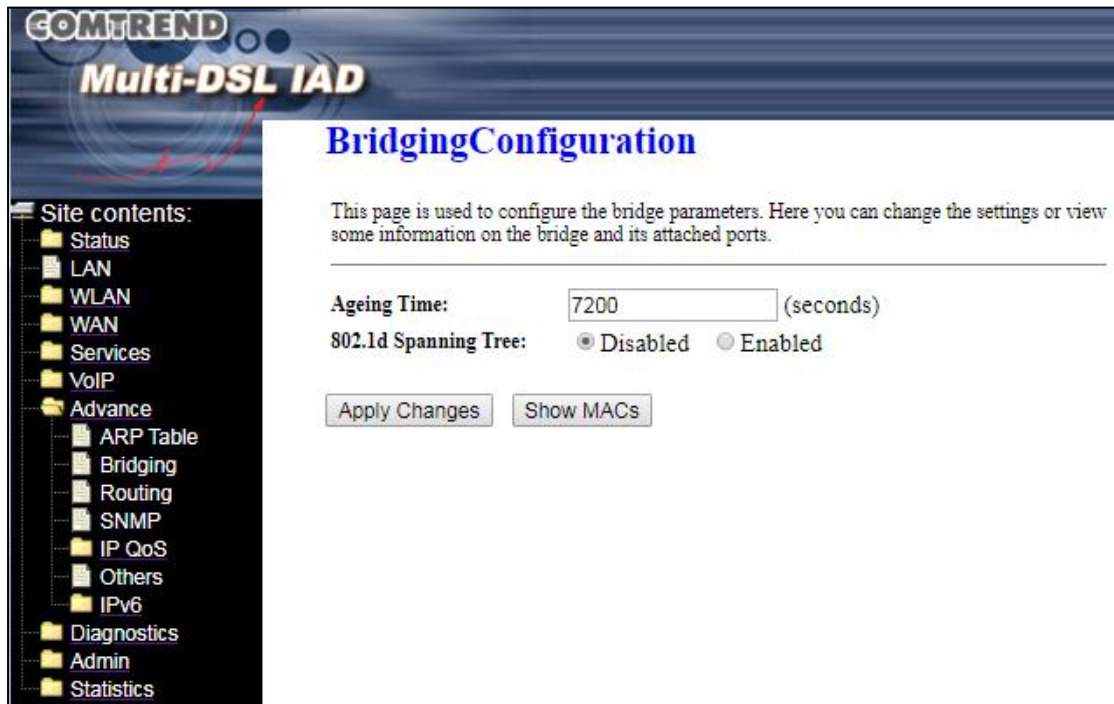 COMTREND
Multi-DSL IAD
BridgingConfiguration
This page is used to configure the bridge parameters. Here you can change the settings or view
some information on the bridge and its attached ports.
Ageing Time: 7200 (seconds)
802.1d Spanning Tree: Disabled Enabled
Apply Changes Show MACs
Site contents:
Status
LAN
WLAN
WAN
Services
VoIP
Advance
ARP Table
Bridging
Routing
SNMP
IP QoS
Others
IPv6
Diagnostics
Admin
Statistics